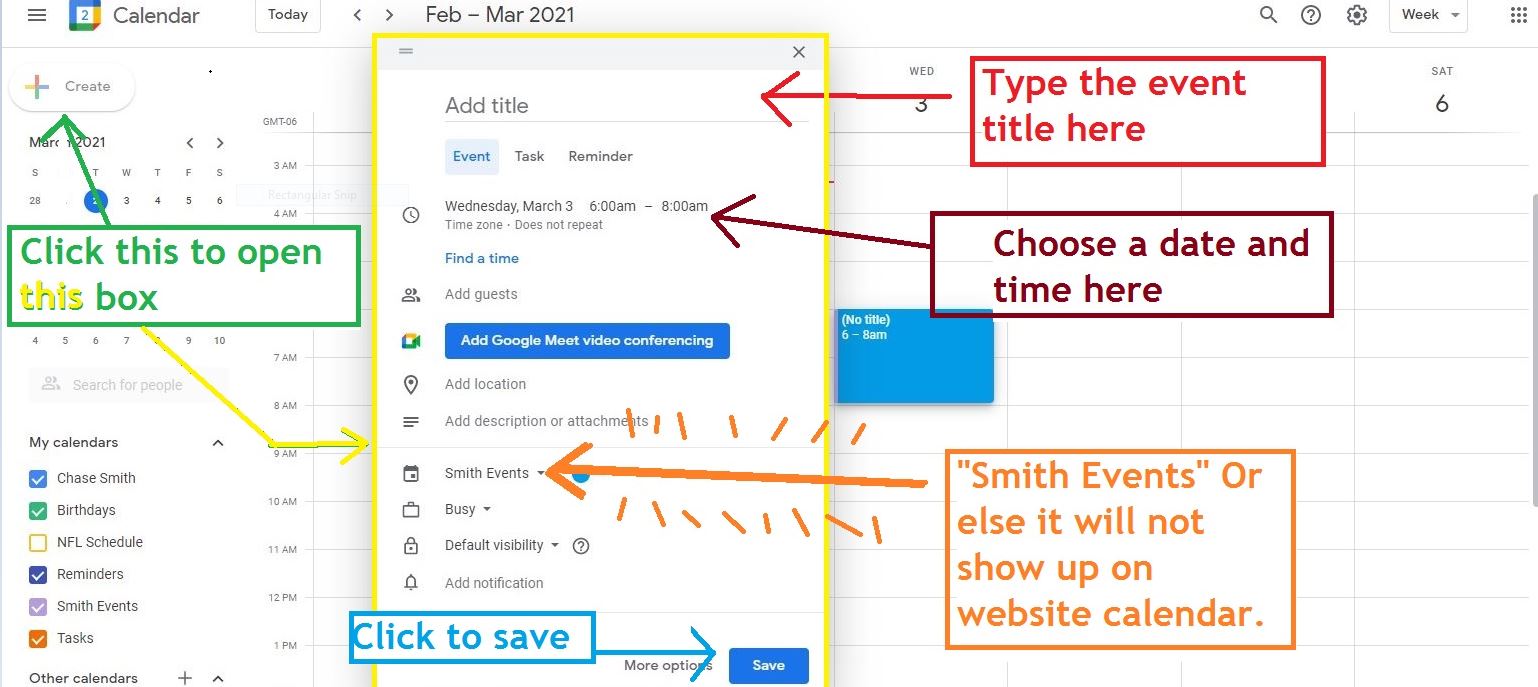 2 Calendar
Today
Feb – Mar 2021
Week
Create
March 2021
S T W T F S
28 2 3 4 5 6
4 5 6 7 8 9 10
Search for people
My calendars
Chase Smith
Birthdays
NFL Schedule
Reminders
Smith Events
Tasks
Other calendars
Click this to open
this box
Rectangular Snip
GMT-06
3 AM
4 AM
7 AM
8 AM
9 AM
10 AM
11 AM
12 PM
1 PM
Add title
Event Task Reminder
Wednesday, March 3 6:00am – 8:00am
Time zone · Does not repeat
Find a time
Add guests
Add Google Meet video conferencing
Add location
Add description or attachments
Smith Events
Busy
Default visibility
Add notification
Click to save
More options
Save
WED
3
SAT
6
Type the event
title here
Choose a date and
time here
(No title)
6 – 8am
"Smith Events" Or
else it will not
show up on
website calendar.